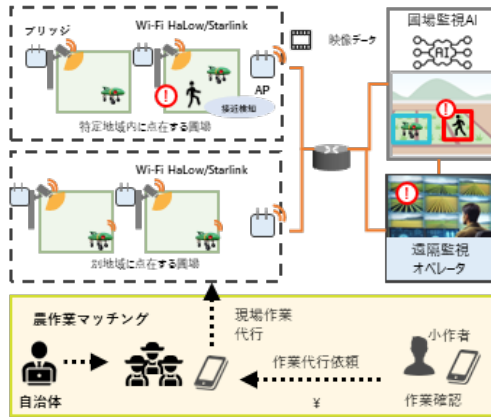 ブリッジ
Wi-Fi HaLow/Starlink
AP
接近検知
特定地域内に点在する圃場
映像データ
圃場監視AI
AI
Wi-Fi HaLow/Starlink
別地域に点在する圃場
遠隔監視
オペレータ
農作業マッチング
現場作業
代行
自治体
作業代行依頼
¥
小作者
作業確認